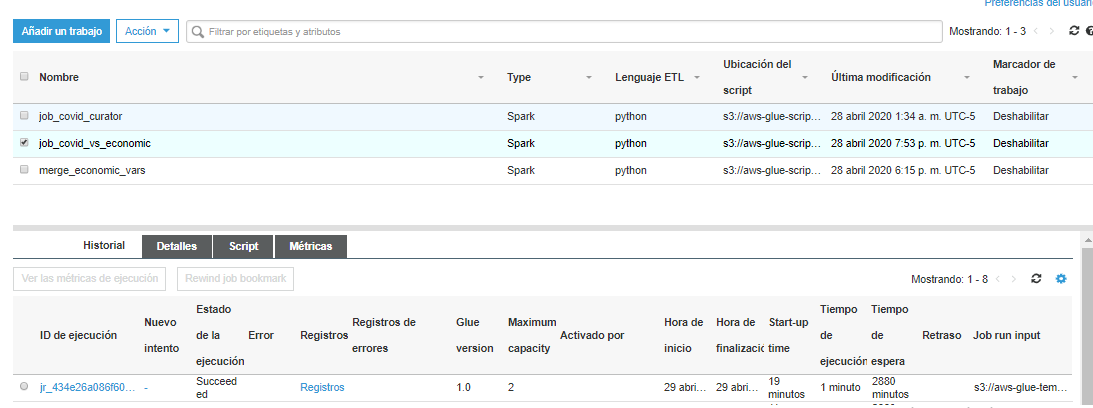 Preferencias del usuario
Añadir un trabajo Acción Filtrar por etiquetas y atributos Mostrando: 1 - 3
Nombre Type Lenguaje ETL Ubicación del script Última modificación Marcador de trabajo
job_covid_curator Spark python s3://aws-glue-scrip... 28 abril 2020 1:34 a. m. UTC-5 Deshabilitar
job_covid_vs_economic Spark python s3://aws-glue-scrip... 28 abril 2020 7:53 p. m. UTC-5 Deshabilitar
merge_economic_vars Spark python s3://aws-glue-scrip... 28 abril 2020 6:15 p. m. UTC-5 Deshabilitar
Historial Detalles Script Métricas
Ver las métricas de ejecución Rewind job bookmark Mostrando: 1 - 8
ID de ejecución Nuevo intento Estado de la ejecución Error Registros Registros de errores Glue version Maximum capacity Activado por Hora de inicio Hora de finalizació Start-up time Tiempo de ejecución Tiempo de espera Retraso Job run input
jr_434e26a086f60... - Succeeded Registros 1.0 2 29 abri... 29 abri... 19 minutos 1 minuto 2880 minutos s3://aws-glue-tem...